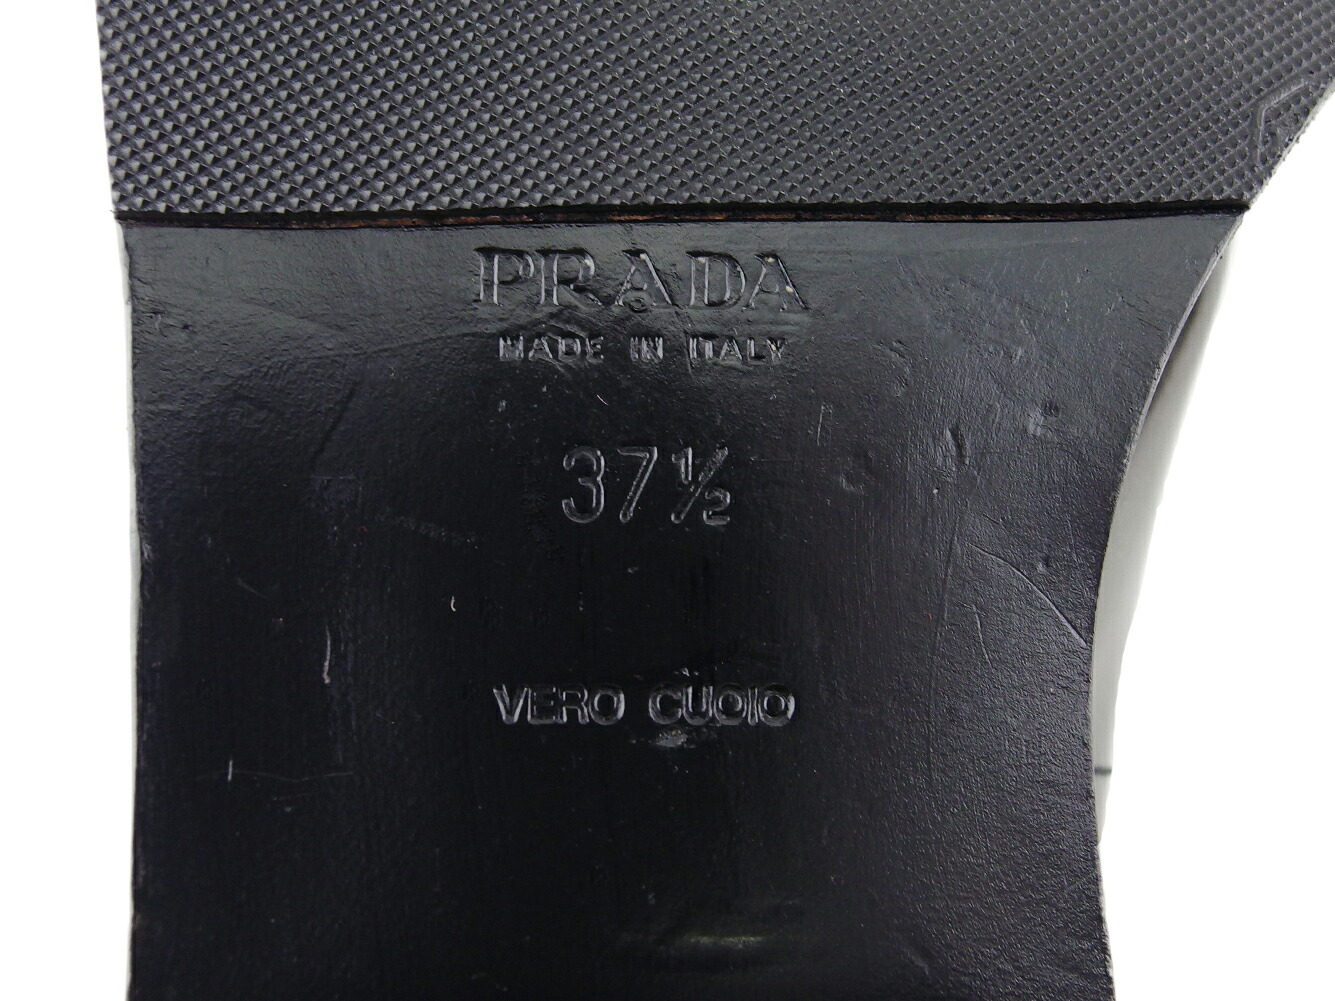 PRADA
MADE IN ITALY
37½
VERO CUOIO